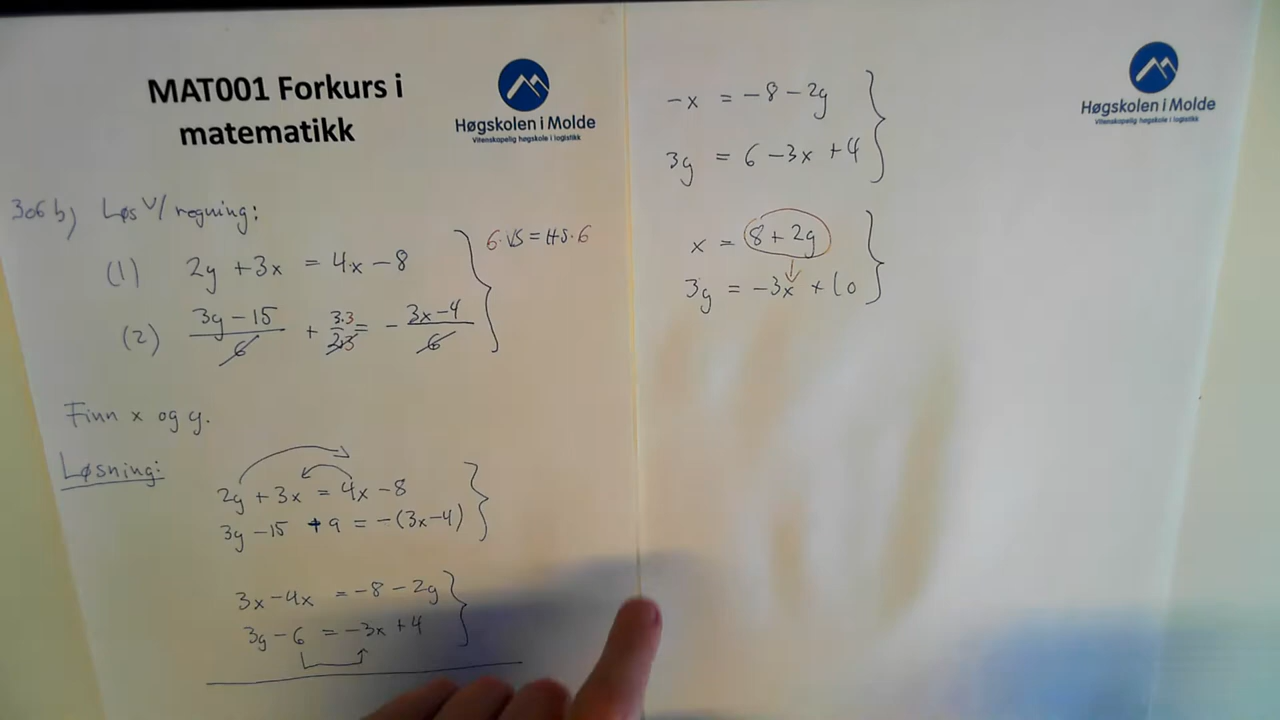 MAT001 Forkurs i
matematikk
Høgskolen i Molde
Vitenskapelig høgskole i logistikk
306 b) Løs v/ regning:
(1) 2y + 3x = 4x - 8
6·VS = HS·6
(2) 3y - 15 / 6 + 3·3 / 2·3 = - 3x - 4 / 6
Finn x og y.
Løsning:
2y + 3x = 4x - 8
3y - 15 + 9 = -(3x - 4)
3x - 4x = -8 - 2y
3y - 6 = -3x + 4
Høgskolen i Molde
Vitenskapelig høgskole i logistikk
-x = -8 - 2y
3y = 6 - 3x + 4
x = 8 + 2y
3y = -3x + 10